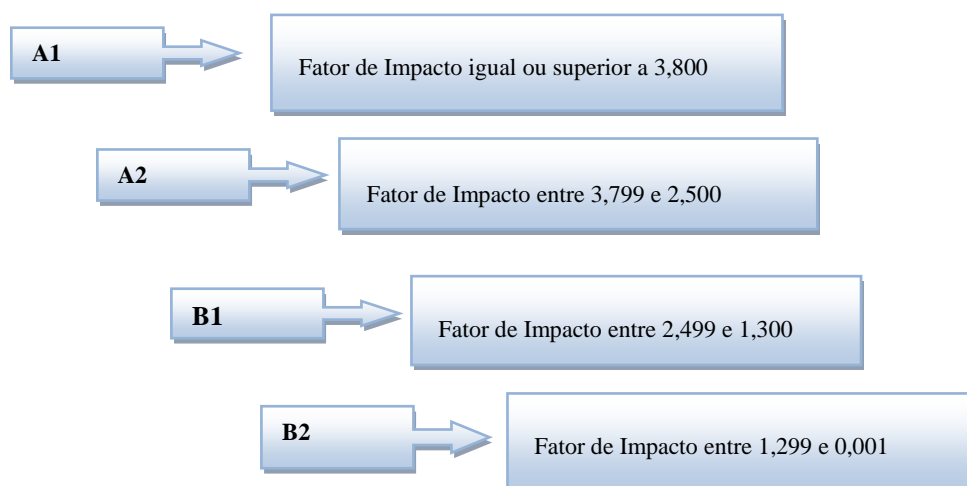 A1
Fator de Impacto igual ou superior a 3,800
A2
Fator de Impacto entre 3,799 e 2,500
B1
Fator de Impacto entre 2,499 e 1,300
B2
Fator de Impacto entre 1,299 e 0,001